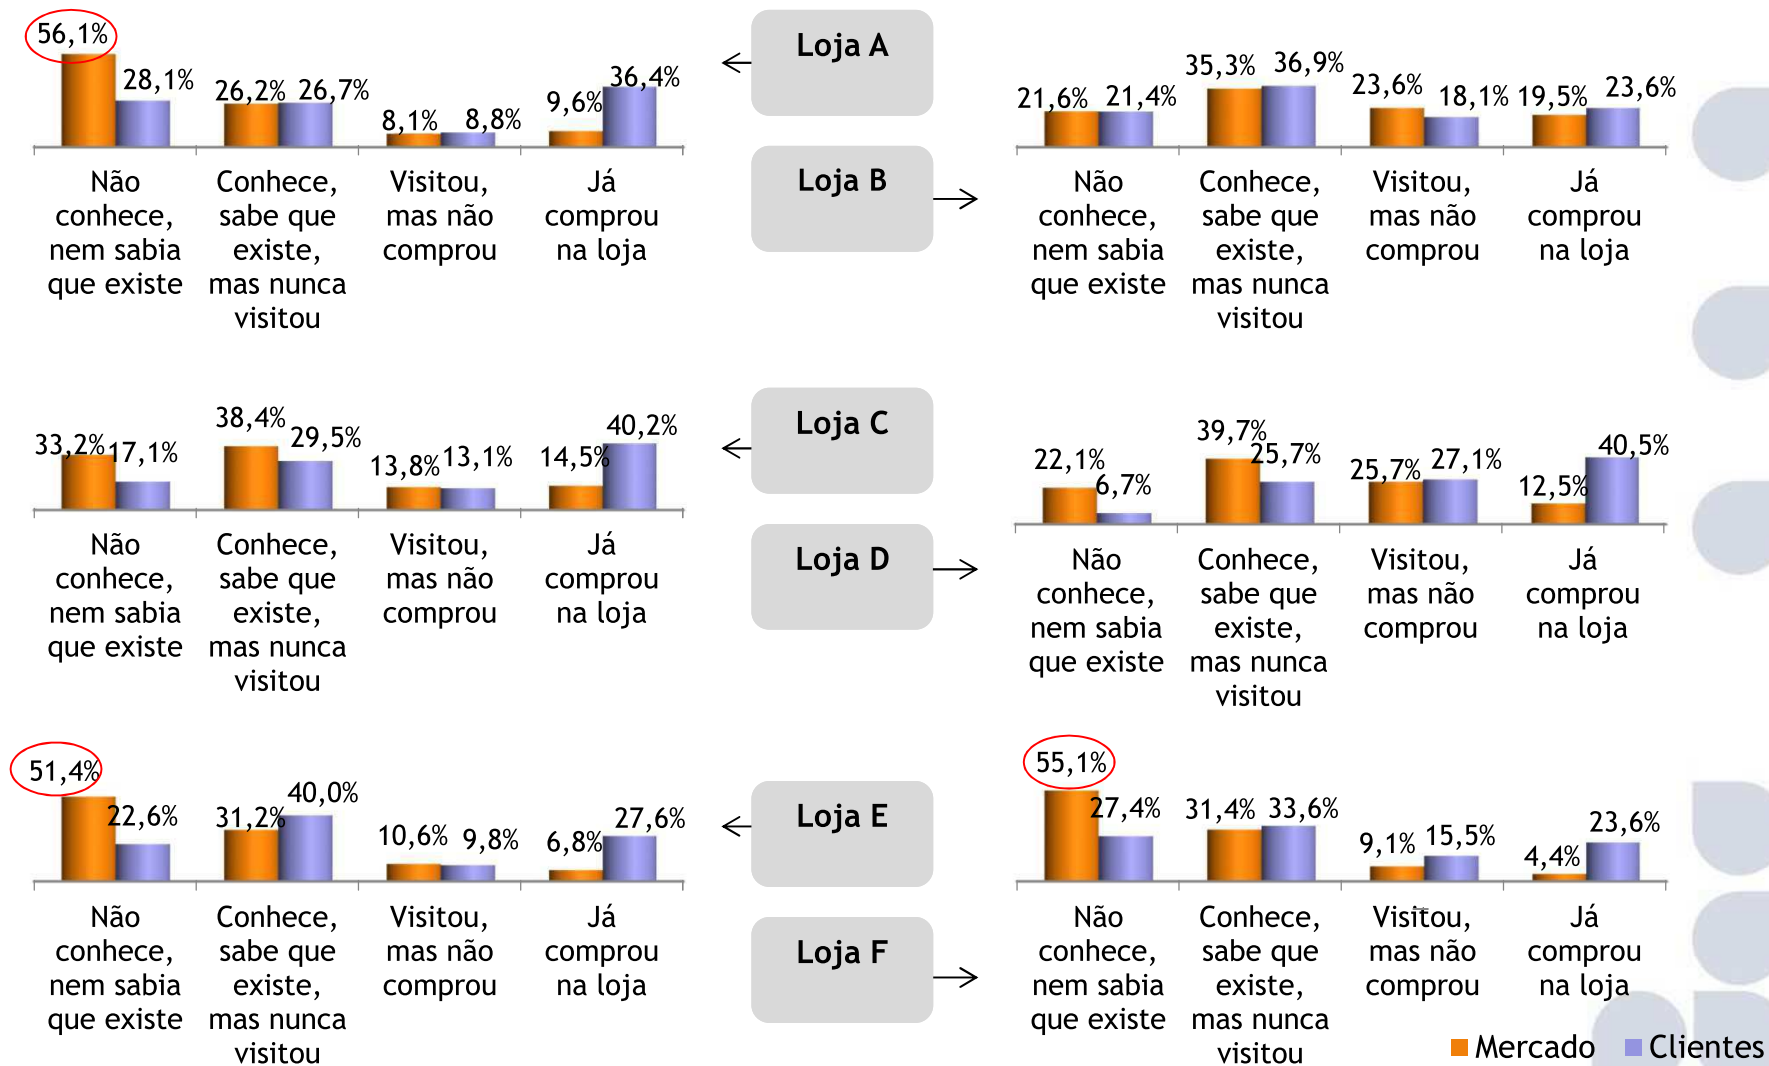 56,1%
28,1%
26,2%
26,7%
8,1%
8,8%
9,6%
36,4%
Não
conhece,
nem sabia
que existe
Conhece,
sabe que
existe,
mas nunca
visitou
Visitou,
mas não
comprou
Já
comprou
na loja
Loja A
Loja B
21,6%
21,4%
35,3%
36,9%
23,6%
18,1%
19,5%
23,6%
Não
conhece,
nem sabia
que existe
Conhece,
sabe que
existe,
mas nunca
visitou
Visitou,
mas não
comprou
Já
comprou
na loja
33,2%
17,1%
38,4%
29,5%
13,8%
13,1%
14,5%
40,2%
Não
conhece,
nem sabia
que existe
Conhece,
sabe que
existe,
mas nunca
visitou
Visitou,
mas não
comprou
Já
comprou
na loja
Loja C
Loja D
22,1%
6,7%
39,7%
25,7%
25,7%
27,1%
12,5%
40,5%
Não
conhece,
nem sabia
que existe
Conhece,
sabe que
existe,
mas nunca
visitou
Visitou,
mas não
comprou
Já
comprou
na loja
51,4%
22,6%
31,2%
40,0%
10,6%
9,8%
6,8%
27,6%
Não
conhece,
nem sabia
que existe
Conhece,
sabe que
existe,
mas nunca
visitou
Visitou,
mas não
comprou
Já
comprou
na loja
Loja E
Loja F
55,1%
27,4%
31,4%
33,6%
9,1%
15,5%
4,4%
23,6%
Não
conhece,
nem sabia
que existe
Conhece,
sabe que
existe,
mas nunca
visitou
Visitou,
mas não
comprou
Já
comprou
na loja
Mercado
Clientes